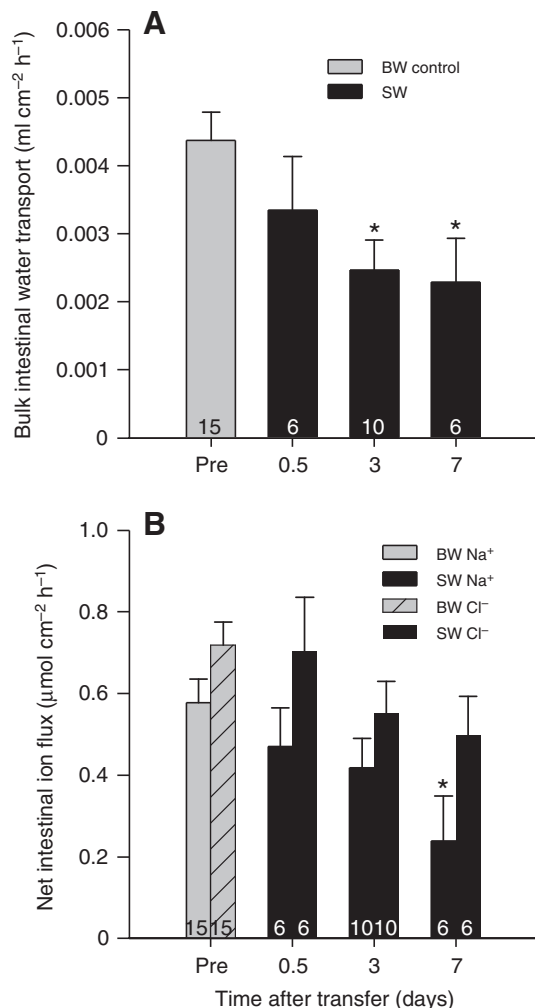 A
0.006
0.005
0.004
0.003
0.002
0.001
0
Bulk intestinal water transport (ml cm⁻² h⁻¹)
BW control
SW
* *
15 6 10 6
Pre 0.5 3 7
B
1.0
0.8
0.6
0.4
0.2
0
Net intestinal ion flux (µmol cm⁻² h⁻¹)
BW Na⁺
SW Na⁺
BW Cl⁻
SW Cl⁻
*
15 15 6 6 10 10 6 6
Pre 0.5 3 7
Time after transfer (days)